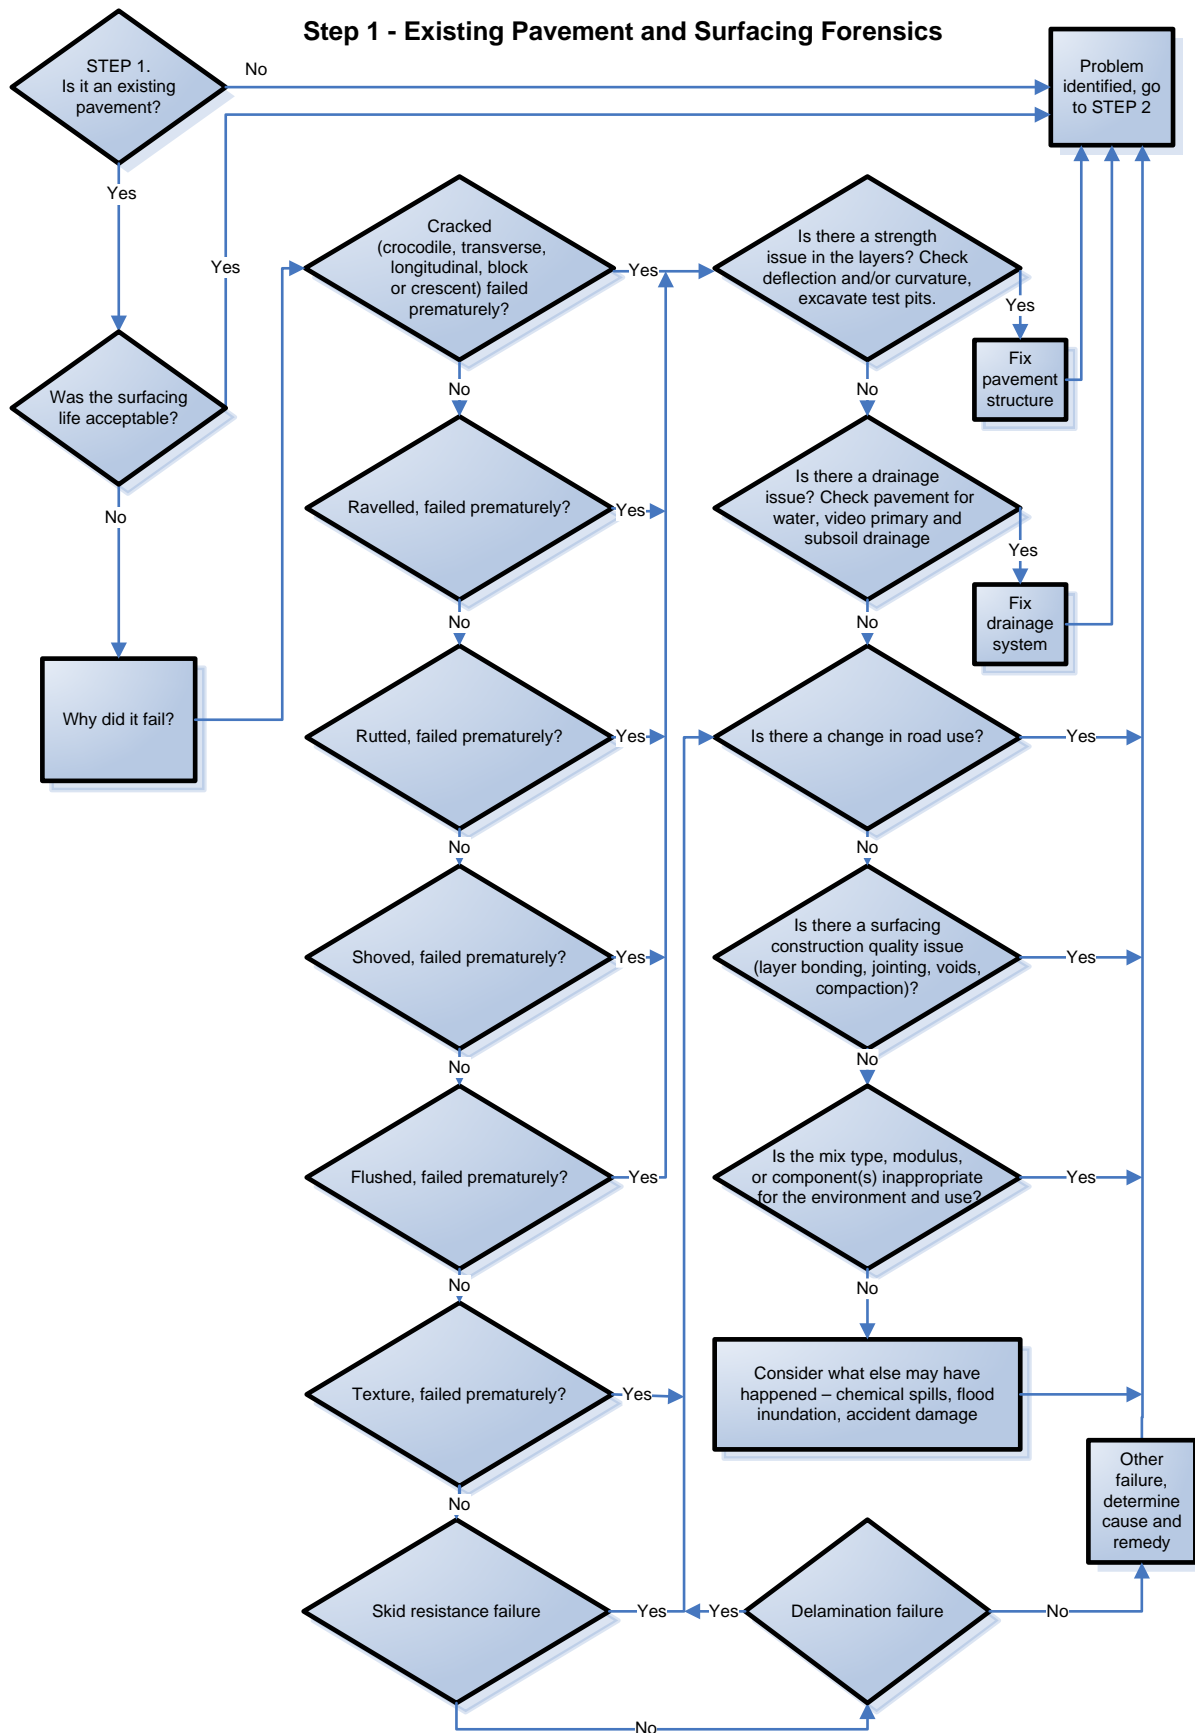 Step 1 - Existing Pavement and Surfacing Forensics
STEP 1.
Is it an existing
pavement?
No
Problem
identified, go
to STEP 2
Yes
Yes
Was the surfacing
life acceptable?
No
Why did it fail?
Cracked
(crocodile, transverse,
longitudinal, block
or crescent) failed
prematurely?
Yes
No
Is there a strength
issue in the layers? Check
deflection and/or curvature,
excavate test pits.
Yes
Fix
pavement
structure
No
Ravelled, failed prematurely?
Yes
No
Is there a drainage
issue? Check pavement for
water, video primary and
subsoil drainage
Yes
Fix
drainage
system
No
Rutted, failed prematurely?
Yes
No
Is there a change in road use?
Yes
No
Shoved, failed prematurely?
Yes
No
Is there a surfacing
construction quality issue
(layer bonding, jointing, voids,
compaction)?
Yes
No
Flushed, failed prematurely?
Yes
No
Is the mix type, modulus,
or component(s) inappropriate
for the environment and use?
Yes
No
Texture, failed prematurely?
Yes
No
Consider what else may have
happened – chemical spills, flood
inundation, accident damage
Other
failure,
determine
cause and
remedy
Skid resistance failure
Yes
Yes
Delamination failure
No
No